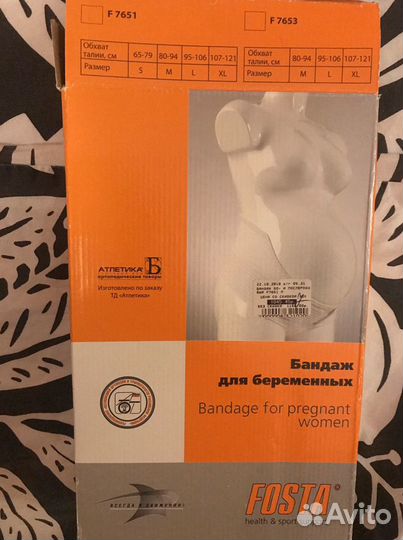 F 7651
F 7653
Обхват талии, см 65-79 80-94 95-106 107-121
Размер S M L XL
Обхват талии, см 80-94 95-106 107-121
Размер M L XL
АТЛЕТИКА Б
ортопедические товары
Изготовлено по заказу
ТД «Атлетика»
Бандаж
для беременных
Bandage for pregnant
women
ВСЕГДА В ДВИЖЕНИИ!
FOSTA®
health & sport
Avito